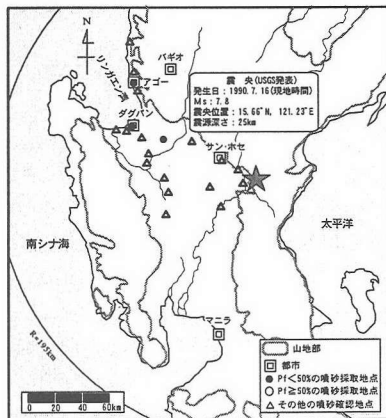 N
バギオ
リンガエン湾
アゴー
震 央(USGS発表)
発生日:1990.7.16(現地時間)
Ms:7.8
震央位置:15.66°N, 121.23°E
震源深さ:25km
ダグパン
サン・ホセ
南シナ海
太平洋
R=195km
マニラ
山地部
都市
Pf<50%の噴砂採取地点
Pf≧50%の噴砂採取地点
その他の噴砂確認地点
0 20 40 60km